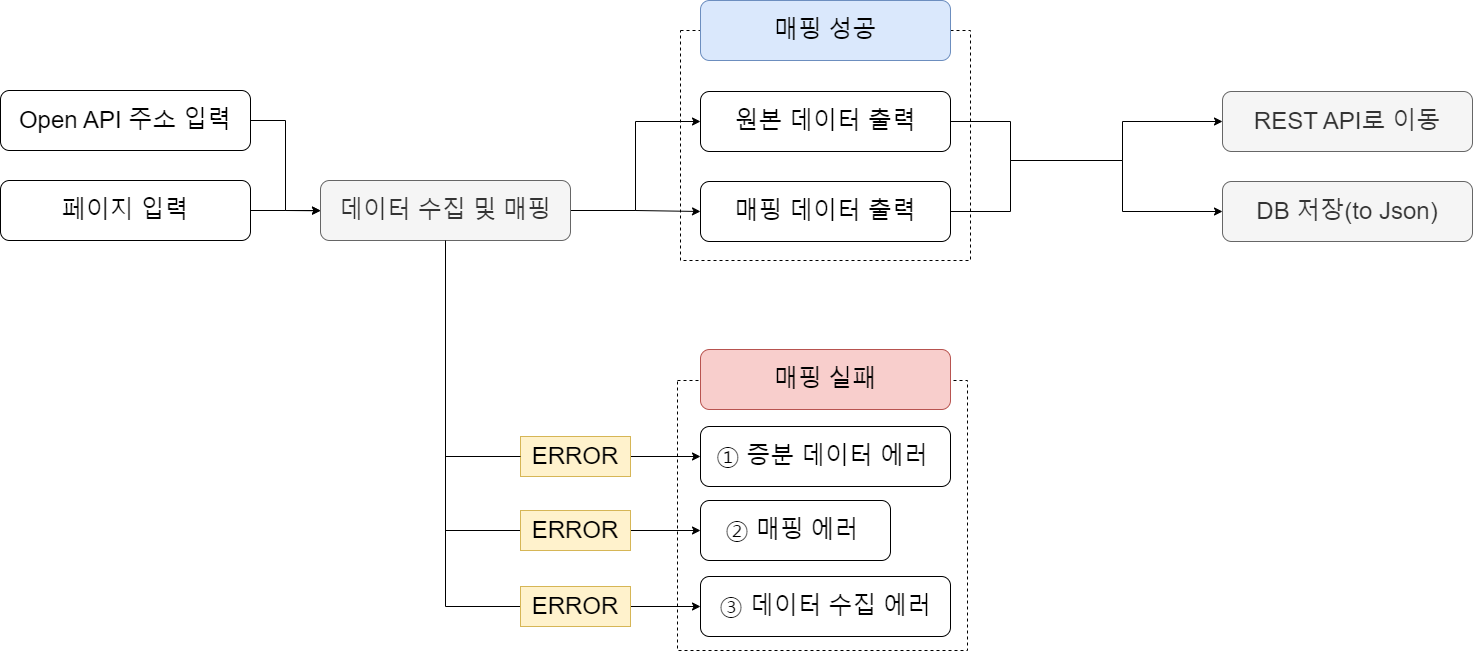 매핑 성공
Open API 주소 입력
원본 데이터 출력
REST API로 이동
페이지 입력
데이터 수집 및 매핑
매핑 데이터 출력
DB 저장(to Json)
매핑 실패
ERROR
① 증분 데이터 에러
ERROR
② 매핑 에러
ERROR
③ 데이터 수집 에러